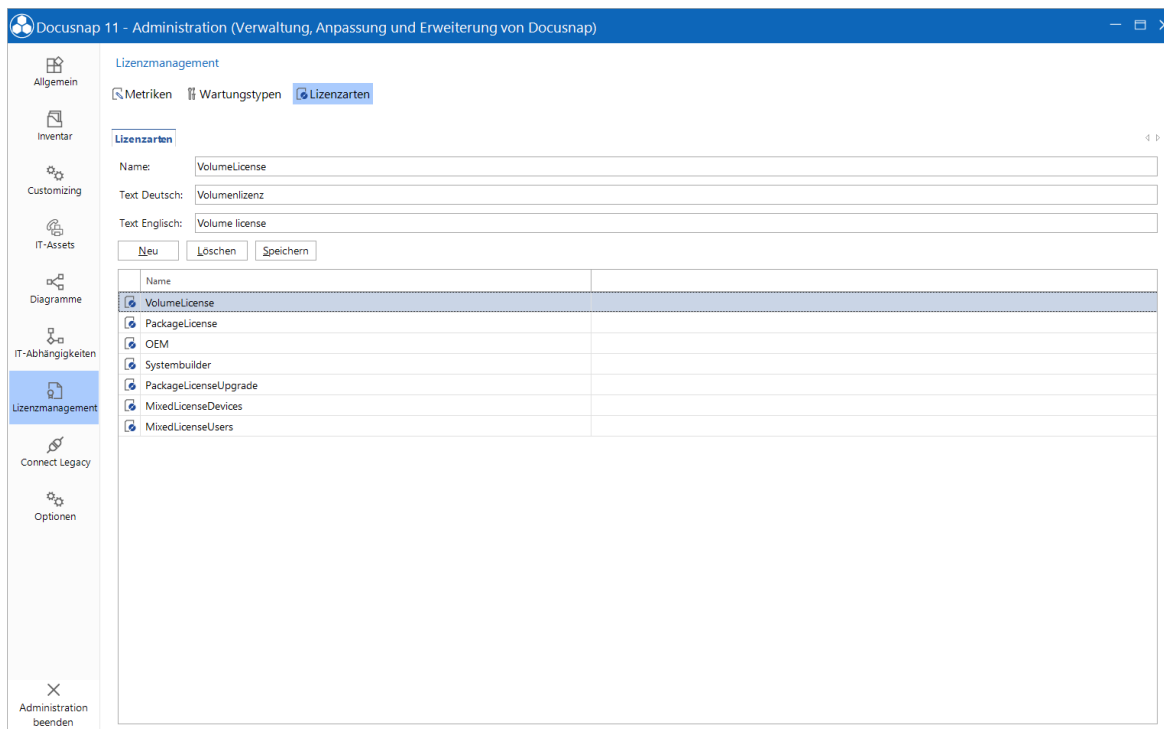 Docusnap 11 - Administration (Verwaltung, Anpassung und Erweiterung von Docusnap)
Allgemein
Inventar
Customizing
IT-Assets
Diagramme
IT-Abhängigkeiten
Lizenzmanagement
Connect Legacy
Optionen
Administration
beenden
Lizenzmanagement
Metriken Wartungstypen Lizenzarten
Lizenzarten
Name: VolumeLicense
Text Deutsch: Volumenlizenz
Text Englisch: Volume license
Neu Löschen Speichern
Name
VolumeLicense
PackageLicense
OEM
Systembuilder
PackageLicenseUpgrade
MixedLicenseDevices
MixedLicenseUsers